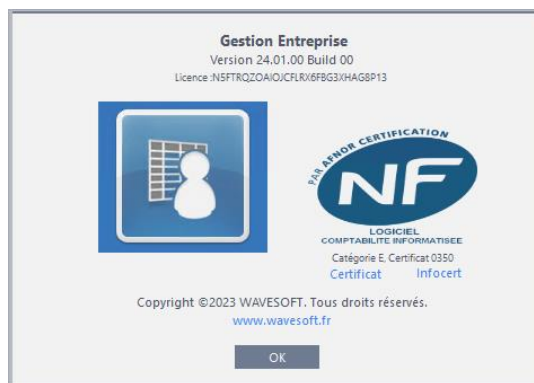 Gestion Entreprise
Version 24.01.00 Build 00
Licence :N5FTRQZOAIOJCFLRX6FBG3XHAG8P13
PAR AFNOR CERTIFICATION
NF
LOGICIEL
COMPTABILITE INFORMATISEE
Catégorie E, Certificat 0350
Certificat Infocert
Copyright ©2023 WAVESOFT. Tous droits réservés.
www.wavesoft.fr
OK